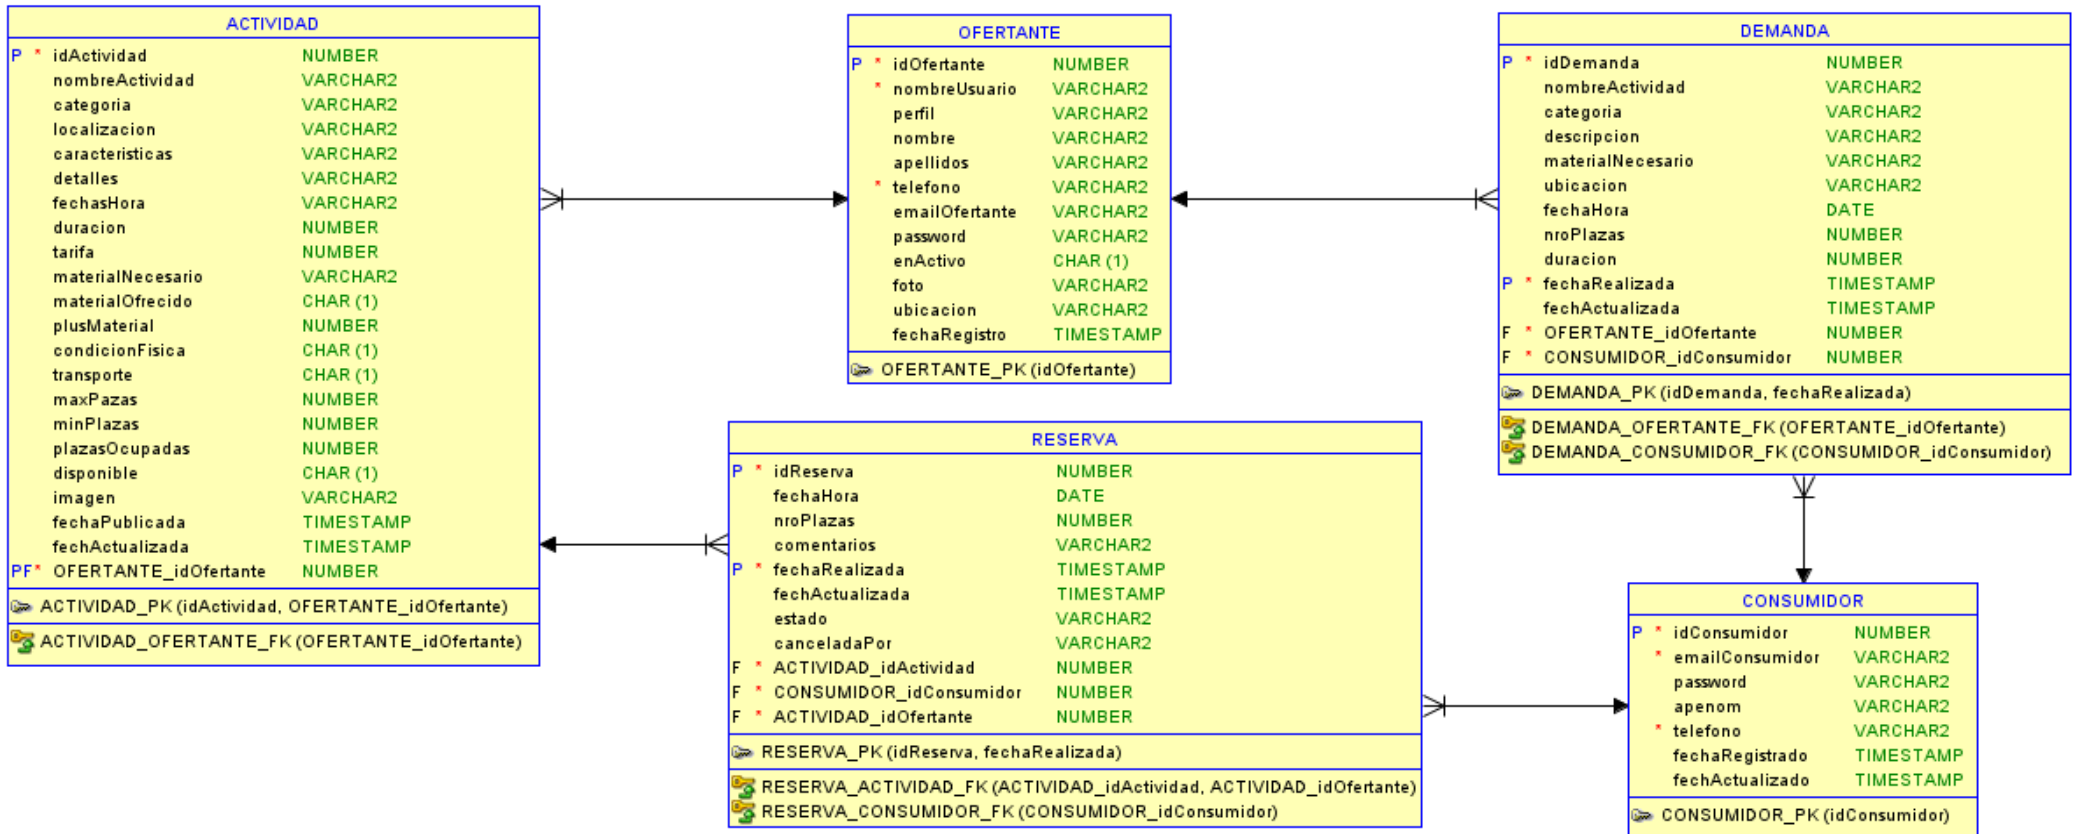 ACTIVIDAD
P * idActividad NUMBER
nombreActividad VARCHAR2
categoria VARCHAR2
localizacion VARCHAR2
caracteristicas VARCHAR2
detalles VARCHAR2
fechasHora VARCHAR2
duracion NUMBER
tarifa NUMBER
materialNecesario VARCHAR2
materialOfrecido CHAR (1)
plusMaterial NUMBER
condicionFisica CHAR (1)
transporte CHAR (1)
maxPazas NUMBER
minPlazas NUMBER
plazasOcupadas NUMBER
disponible CHAR (1)
imagen VARCHAR2
fechaPublicada TIMESTAMP
fechActualizada TIMESTAMP
PF* OFERTANTE_idOfertante NUMBER
ACTIVIDAD_PK (idActividad, OFERTANTE_idOfertante)
ACTIVIDAD_OFERTANTE_FK (OFERTANTE_idOfertante)
OFERTANTE
P * idOfertante NUMBER
* nombreUsuario VARCHAR2
perfil VARCHAR2
nombre VARCHAR2
apellidos VARCHAR2
* telefono VARCHAR2
emailOfertante VARCHAR2
password VARCHAR2
enActivo CHAR (1)
foto VARCHAR2
ubicacion VARCHAR2
fechaRegistro TIMESTAMP
OFERTANTE_PK (idOfertante)
DEMANDA
P * idDemanda NUMBER
nombreActividad VARCHAR2
categoria VARCHAR2
descripcion VARCHAR2
materialNecesario VARCHAR2
ubicacion VARCHAR2
fechaHora DATE
nroPlazas NUMBER
duracion NUMBER
P * fechaRealizada TIMESTAMP
fechActualizada TIMESTAMP
F * OFERTANTE_idOfertante NUMBER
F * CONSUMIDOR_idConsumidor NUMBER
DEMANDA_PK (idDemanda, fechaRealizada)
DEMANDA_OFERTANTE_FK (OFERTANTE_idOfertante)
DEMANDA_CONSUMIDOR_FK (CONSUMIDOR_idConsumidor)
RESERVA
P * idReserva NUMBER
fechaHora DATE
nroPlazas NUMBER
comentarios VARCHAR2
P * fechaRealizada TIMESTAMP
fechActualizada TIMESTAMP
estado VARCHAR2
canceladaPor VARCHAR2
F * ACTIVIDAD_idActividad NUMBER
F * CONSUMIDOR_idConsumidor NUMBER
F * ACTIVIDAD_idOfertante NUMBER
RESERVA_PK (idReserva, fechaRealizada)
RESERVA_ACTIVIDAD_FK (ACTIVIDAD_idActividad, ACTIVIDAD_idOfertante)
RESERVA_CONSUMIDOR_FK (CONSUMIDOR_idConsumidor)
CONSUMIDOR
P * idConsumidor NUMBER
* emailConsumidor VARCHAR2
password VARCHAR2
apenom VARCHAR2
* telefono VARCHAR2
fechaRegistrado TIMESTAMP
fechActualizado TIMESTAMP
CONSUMIDOR_PK (idConsumidor)